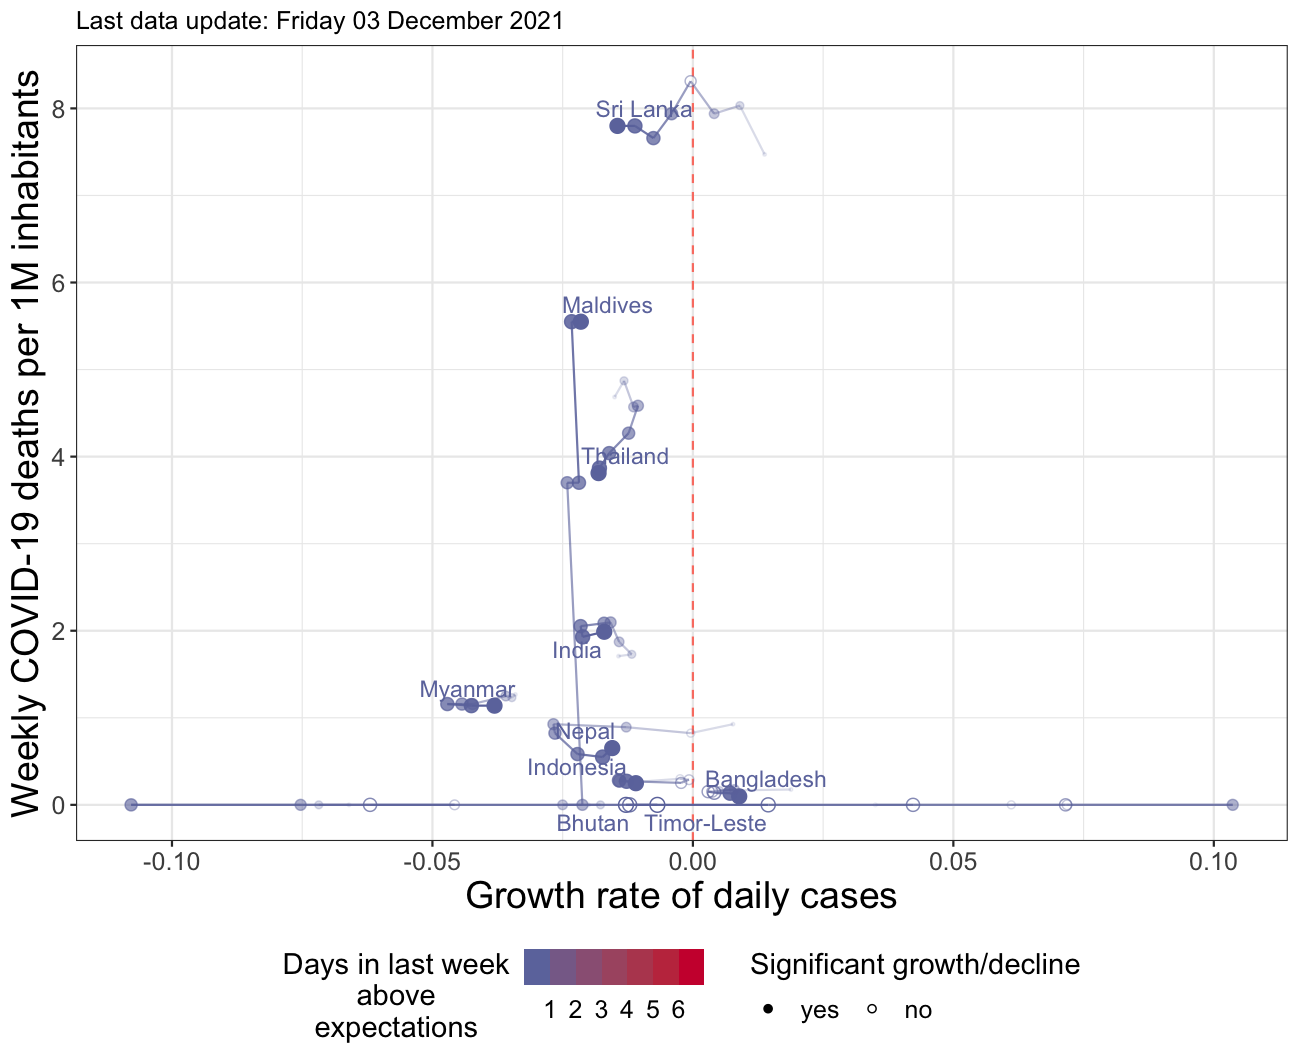 Last data update: Friday 03 December 2021
Weekly COVID-19 deaths per 1M inhabitants
8
6
4
2
0
Sri Lanka
Maldives
Thailand
India
Myanmar
Nepal
Indonesia
Bangladesh
Bhutan
Timor-Leste
-0.10
-0.05
0.00
0.05
0.10
Growth rate of daily cases
Days in last week
above
expectations
1 2 3 4 5 6
Significant growth/decline
yes
no